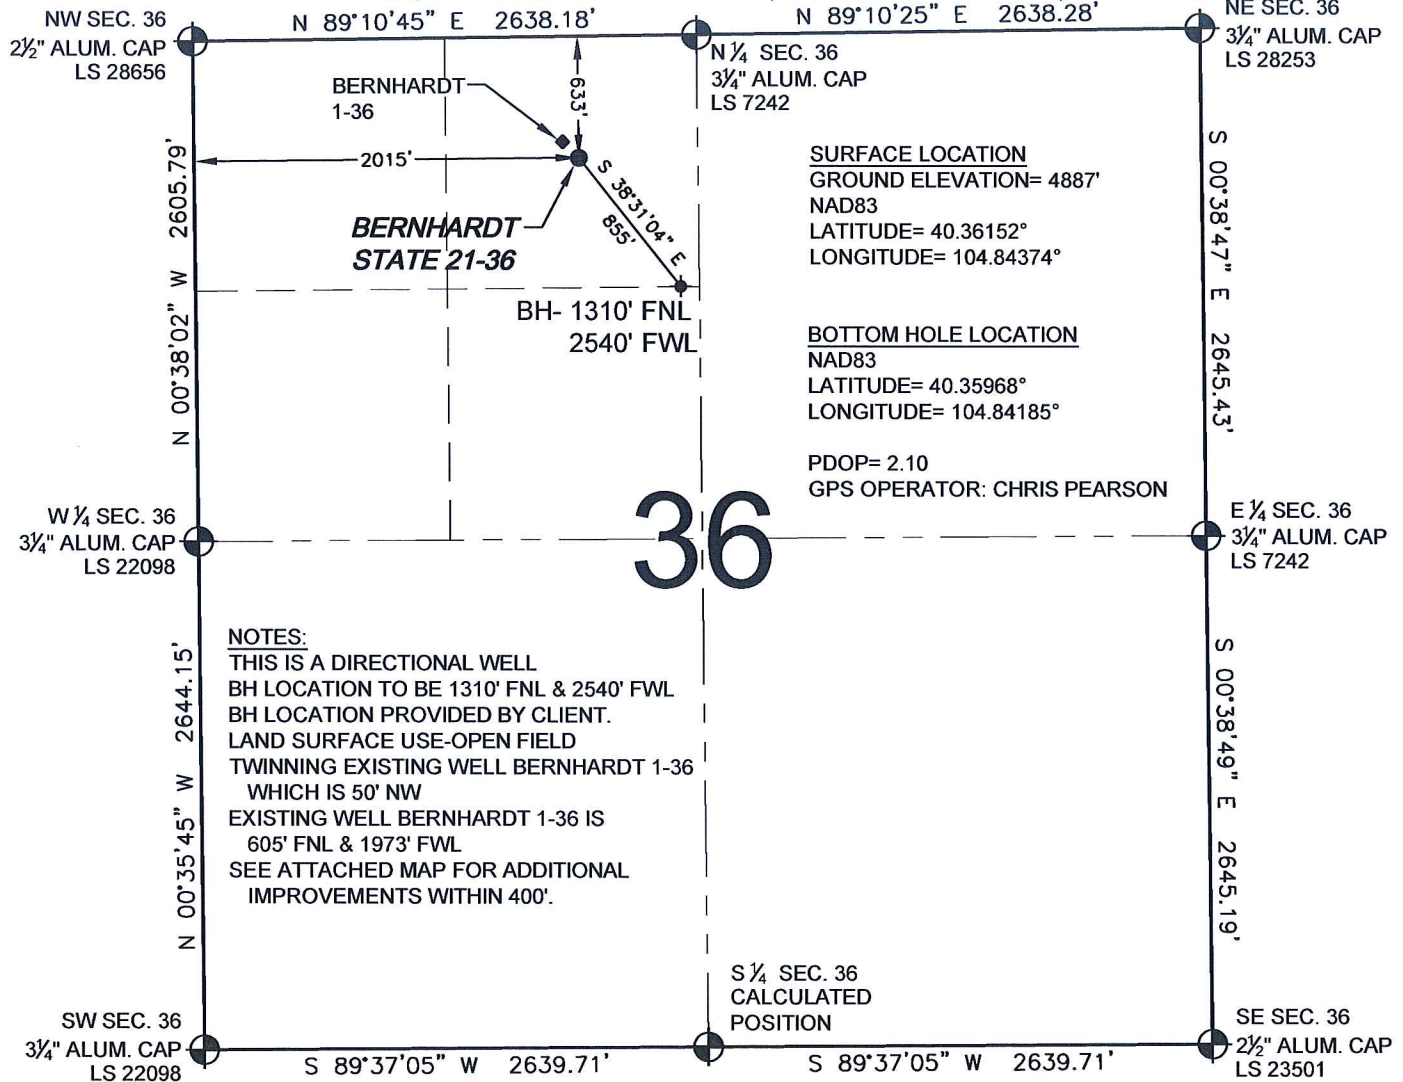 NW SEC. 36
2½" ALUM. CAP
LS 28656
N 89°10'45" E 2638.18'
N 89°10'25" E 2638.28'
NE SEC. 36
3¼" ALUM. CAP
LS 28253
N ¼ SEC. 36
3¼" ALUM. CAP
LS 7242
BERNHARDT
1-36
633'
2015'
BERNHARDT
STATE 21-36
S 38°31'04" E
855'
BH- 1310' FNL
2540' FWL
N 00°38'02" W 2605.79'
SURFACE LOCATION
GROUND ELEVATION= 4887'
NAD83
LATITUDE= 40.36152°
LONGITUDE= 104.84374°
BOTTOM HOLE LOCATION
NAD83
LATITUDE= 40.35968°
LONGITUDE= 104.84185°
PDOP= 2.10
GPS OPERATOR: CHRIS PEARSON
S 00°38'47" E 2645.43'
W ¼ SEC. 36
3¼" ALUM. CAP
LS 22098
36
E ¼ SEC. 36
3¼" ALUM. CAP
LS 7242
N 00°35'45" W 2644.15'
NOTES:
THIS IS A DIRECTIONAL WELL
BH LOCATION TO BE 1310' FNL & 2540' FWL
BH LOCATION PROVIDED BY CLIENT.
LAND SURFACE USE-OPEN FIELD
TWINNING EXISTING WELL BERNHARDT 1-36
WHICH IS 50' NW
EXISTING WELL BERNHARDT 1-36 IS
605' FNL & 1973' FWL
SEE ATTACHED MAP FOR ADDITIONAL
IMPROVEMENTS WITHIN 400'.
S 00°38'49" E 2645.19'
SW SEC. 36
3¼" ALUM. CAP
LS 22098
S 89°37'05" W 2639.71'
S ¼ SEC. 36
CALCULATED
POSITION
S 89°37'05" W 2639.71'
SE SEC. 36
2½" ALUM. CAP
LS 23501